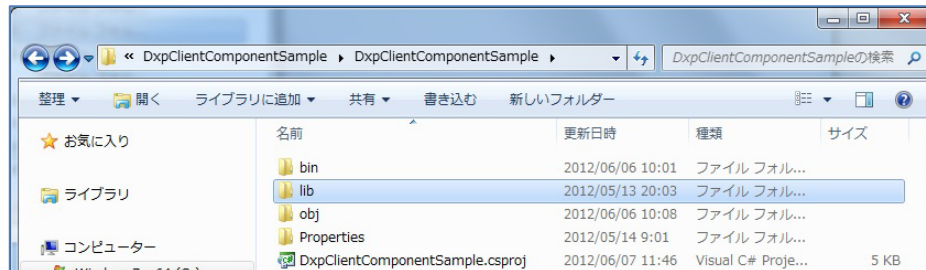 « DxpClientComponentSample ▸ DxpClientComponentSample ▸ DxpClientComponentSampleの検索
整理 ▼ 開く ライブラリに追加 ▼ 共有 ▼ 書き込む 新しいフォルダー
名前 更新日時 種類 サイズ
お気に入り
ライブラリ
コンピューター
bin 2012/06/06 10:01 ファイル フォル...
lib 2012/05/13 20:03 ファイル フォル...
obj 2012/06/06 10:08 ファイル フォル...
Properties 2012/05/14 9:01 ファイル フォル...
DxpClientComponentSample.csproj 2012/06/07 11:46 Visual C# Proje... 5 KB